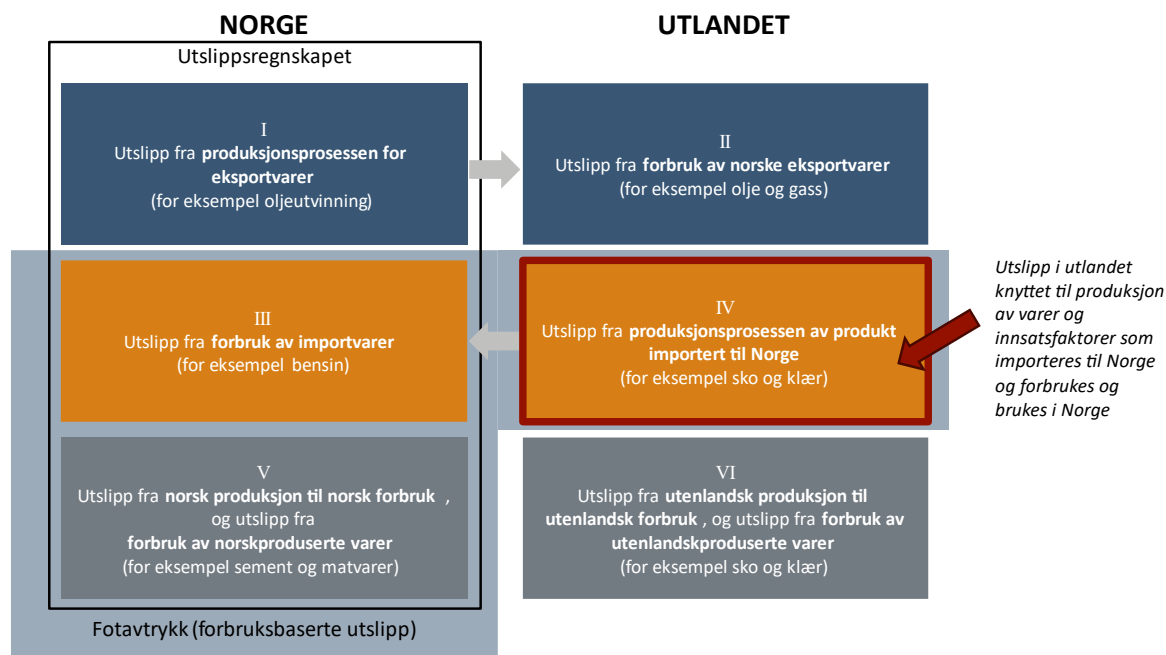 NORGE
UTLANDET
Utslippsregnskapet
I
Utslipp fra produksjonsprosessen for
eksportvarer
(for eksempel oljeutvinning)
II
Utslipp fra forbruk av norske eksportvarer
(for eksempel olje og gass)
III
Utslipp fra forbruk av importvarer
(for eksempel bensin)
IV
Utslipp fra produksjonsprosessen av produkt
importert til Norge
(for eksempel sko og klær)
Utslipp i utlandet
knyttet til produksjon
av varer og
innsatsfaktorer som
importeres til Norge
og forbrukes og
brukes i Norge
V
Utslipp fra norsk produksjon til norsk forbruk ,
og utslipp fra
forbruk av norskproduserte varer
(for eksempel sement og matvarer)
VI
Utslipp fra utenlandsk produksjon til
utenlandsk forbruk , og utslipp fra forbruk av
utenlandskproduserte varer
(for eksempel sko og klær)
Fotavtrykk (forbruksbaserte utslipp)